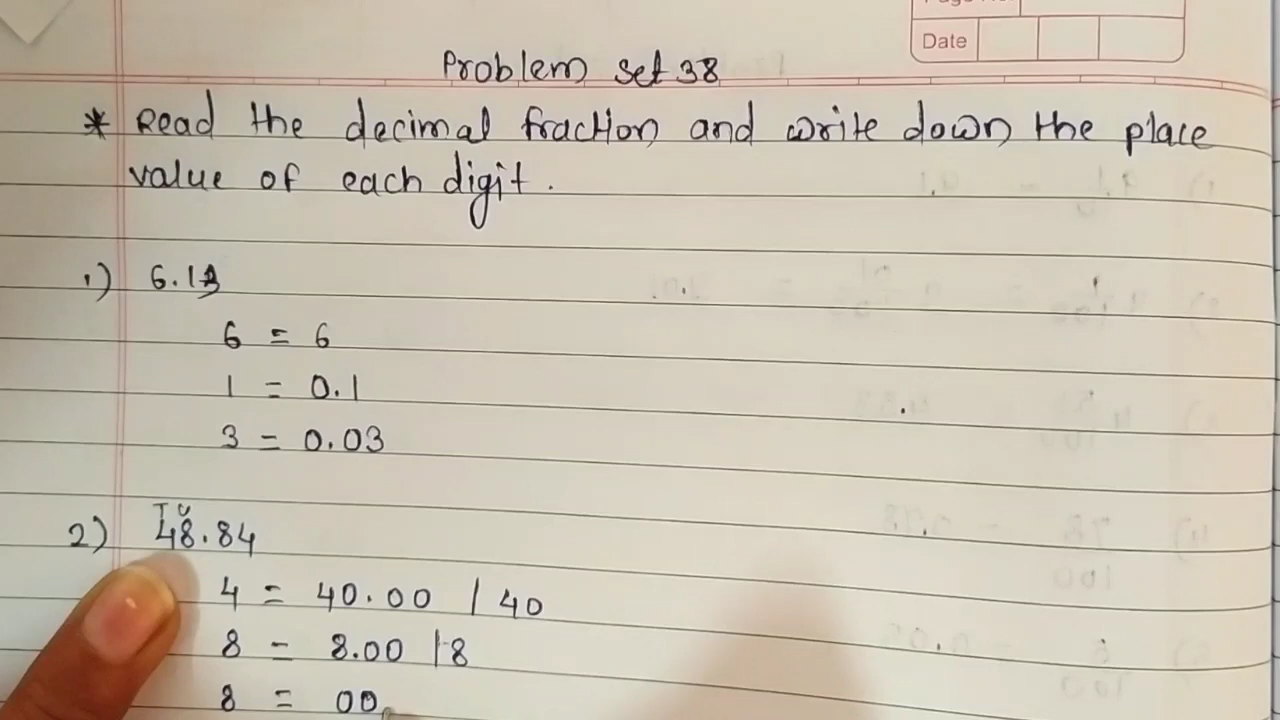 Date
Problem set 38
* Read the decimal fraction and write down the place
value of each digit.
1) 6.13
6 = 6
1 = 0.1
3 = 0.03
T U
2) 48.84
4 = 40.00 / 40
8 = 8.00 / 8
8 = 00